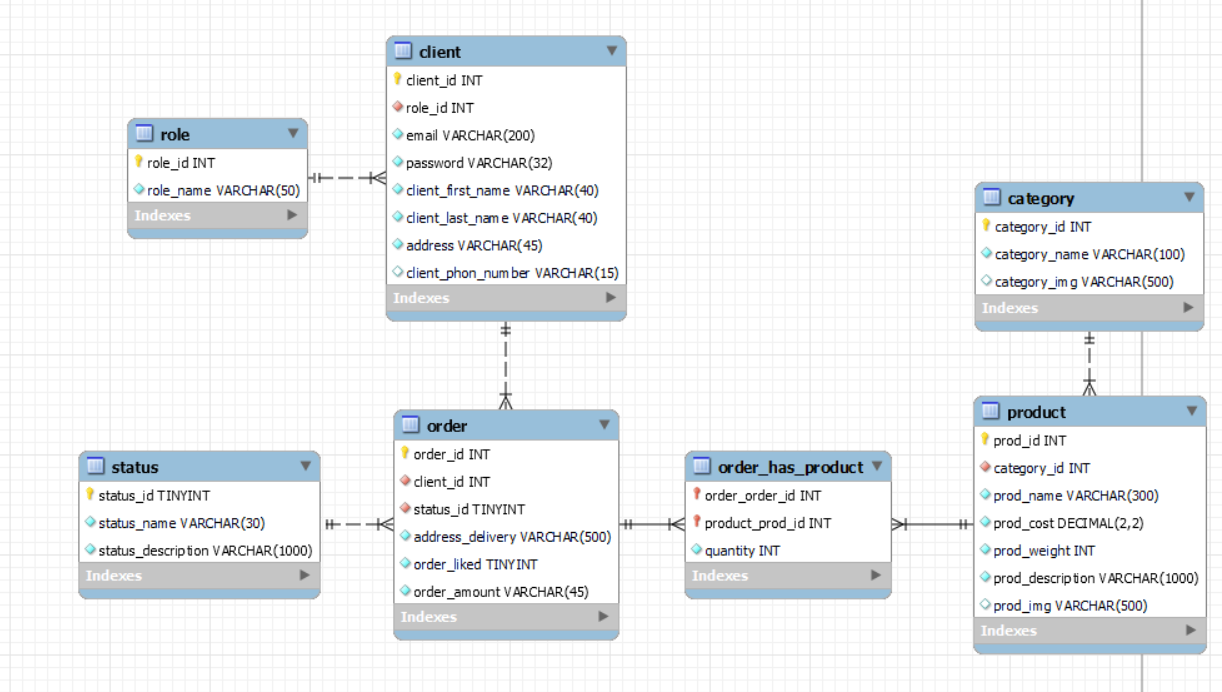 client
client_id INT
role_id INT
email VARCHAR(200)
password VARCHAR(32)
client_first_name VARCHAR(40)
client_last_name VARCHAR(40)
address VARCHAR(45)
client_phon_number VARCHAR(15)
Indexes
role
role_id INT
role_name VARCHAR(50)
Indexes
category
category_id INT
category_name VARCHAR(100)
category_img VARCHAR(500)
Indexes
status
status_id TINYINT
status_name VARCHAR(30)
status_description VARCHAR(1000)
Indexes
order
order_id INT
client_id INT
status_id TINYINT
address_delivery VARCHAR(500)
order_liked TINYINT
order_amount VARCHAR(45)
Indexes
order_has_product
order_order_id INT
product_prod_id INT
quantity INT
Indexes
product
prod_id INT
category_id INT
prod_name VARCHAR(300)
prod_cost DECIMAL(2,2)
prod_weight INT
prod_description VARCHAR(1000)
prod_img VARCHAR(500)
Indexes